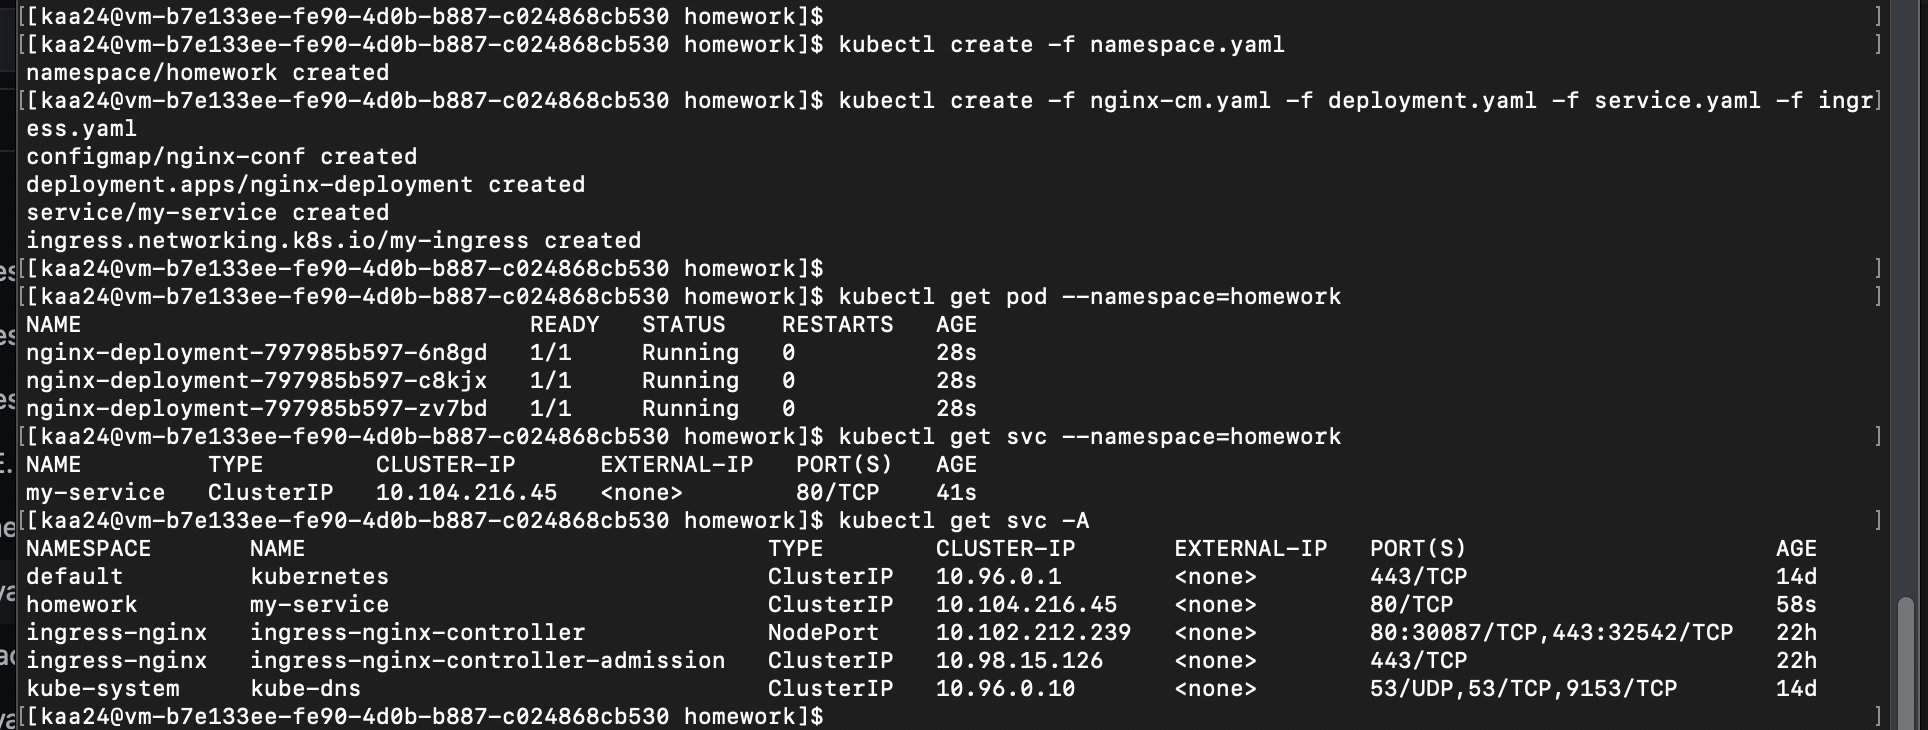 [[kaa24@vm-b7e133ee-fe90-4d0b-b887-c024868cb530 homework]$ ]
[[kaa24@vm-b7e133ee-fe90-4d0b-b887-c024868cb530 homework]$ kubectl create -f namespace.yaml ]
namespace/homework created
[[kaa24@vm-b7e133ee-fe90-4d0b-b887-c024868cb530 homework]$ kubectl create -f nginx-cm.yaml -f deployment.yaml -f service.yaml -f ingr]
ess.yaml
configmap/nginx-conf created
deployment.apps/nginx-deployment created
service/my-service created
ingress.networking.k8s.io/my-ingress created
[[kaa24@vm-b7e133ee-fe90-4d0b-b887-c024868cb530 homework]$ ]
[[kaa24@vm-b7e133ee-fe90-4d0b-b887-c024868cb530 homework]$ kubectl get pod --namespace=homework ]
NAME READY STATUS RESTARTS AGE
nginx-deployment-797985b597-6n8gd 1/1 Running 0 28s
nginx-deployment-797985b597-c8kjx 1/1 Running 0 28s
nginx-deployment-797985b597-zv7bd 1/1 Running 0 28s
[[kaa24@vm-b7e133ee-fe90-4d0b-b887-c024868cb530 homework]$ kubectl get svc --namespace=homework ]
NAME TYPE CLUSTER-IP EXTERNAL-IP PORT(S) AGE
my-service ClusterIP 10.104.216.45 <none> 80/TCP 41s
[[kaa24@vm-b7e133ee-fe90-4d0b-b887-c024868cb530 homework]$ kubectl get svc -A ]
NAMESPACE NAME TYPE CLUSTER-IP EXTERNAL-IP PORT(S) AGE
default kubernetes ClusterIP 10.96.0.1 <none> 443/TCP 14d
homework my-service ClusterIP 10.104.216.45 <none> 80/TCP 58s
ingress-nginx ingress-nginx-controller NodePort 10.102.212.239 <none> 80:30087/TCP,443:32542/TCP 22h
ingress-nginx ingress-nginx-controller-admission ClusterIP 10.98.15.126 <none> 443/TCP 22h
kube-system kube-dns ClusterIP 10.96.0.10 <none> 53/UDP,53/TCP,9153/TCP 14d
[[kaa24@vm-b7e133ee-fe90-4d0b-b887-c024868cb530 homework]$ ]